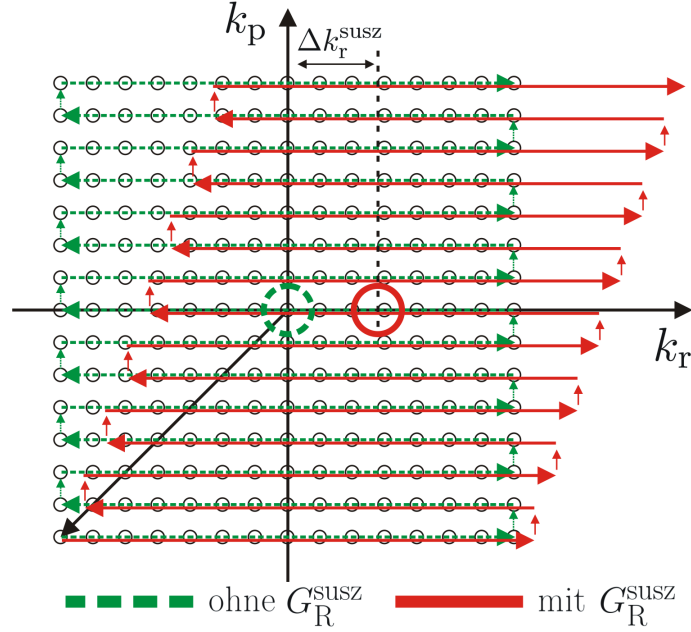 k_p
Δk_r^susz
k_r
ohne G_R^susz
mit G_R^susz